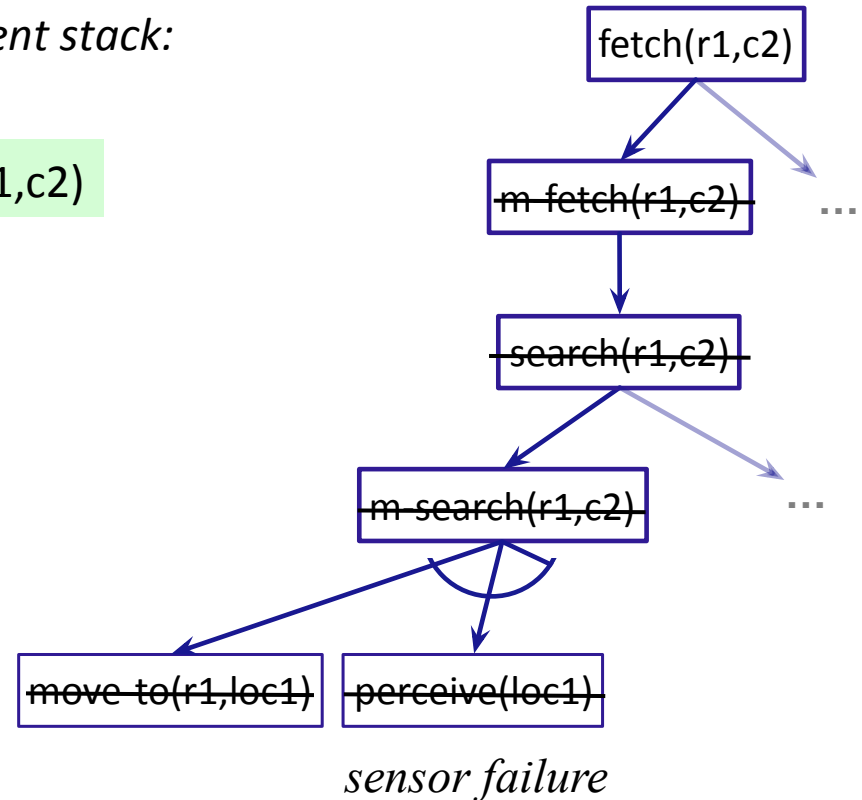 ent stack:
fetch(r1,c2)
1,c2)
m-fetch(r1,c2)
...
search(r1,c2)
m-search(r1,c2)
...
move-to(r1,loc1)
perceive(loc1)
sensor failure